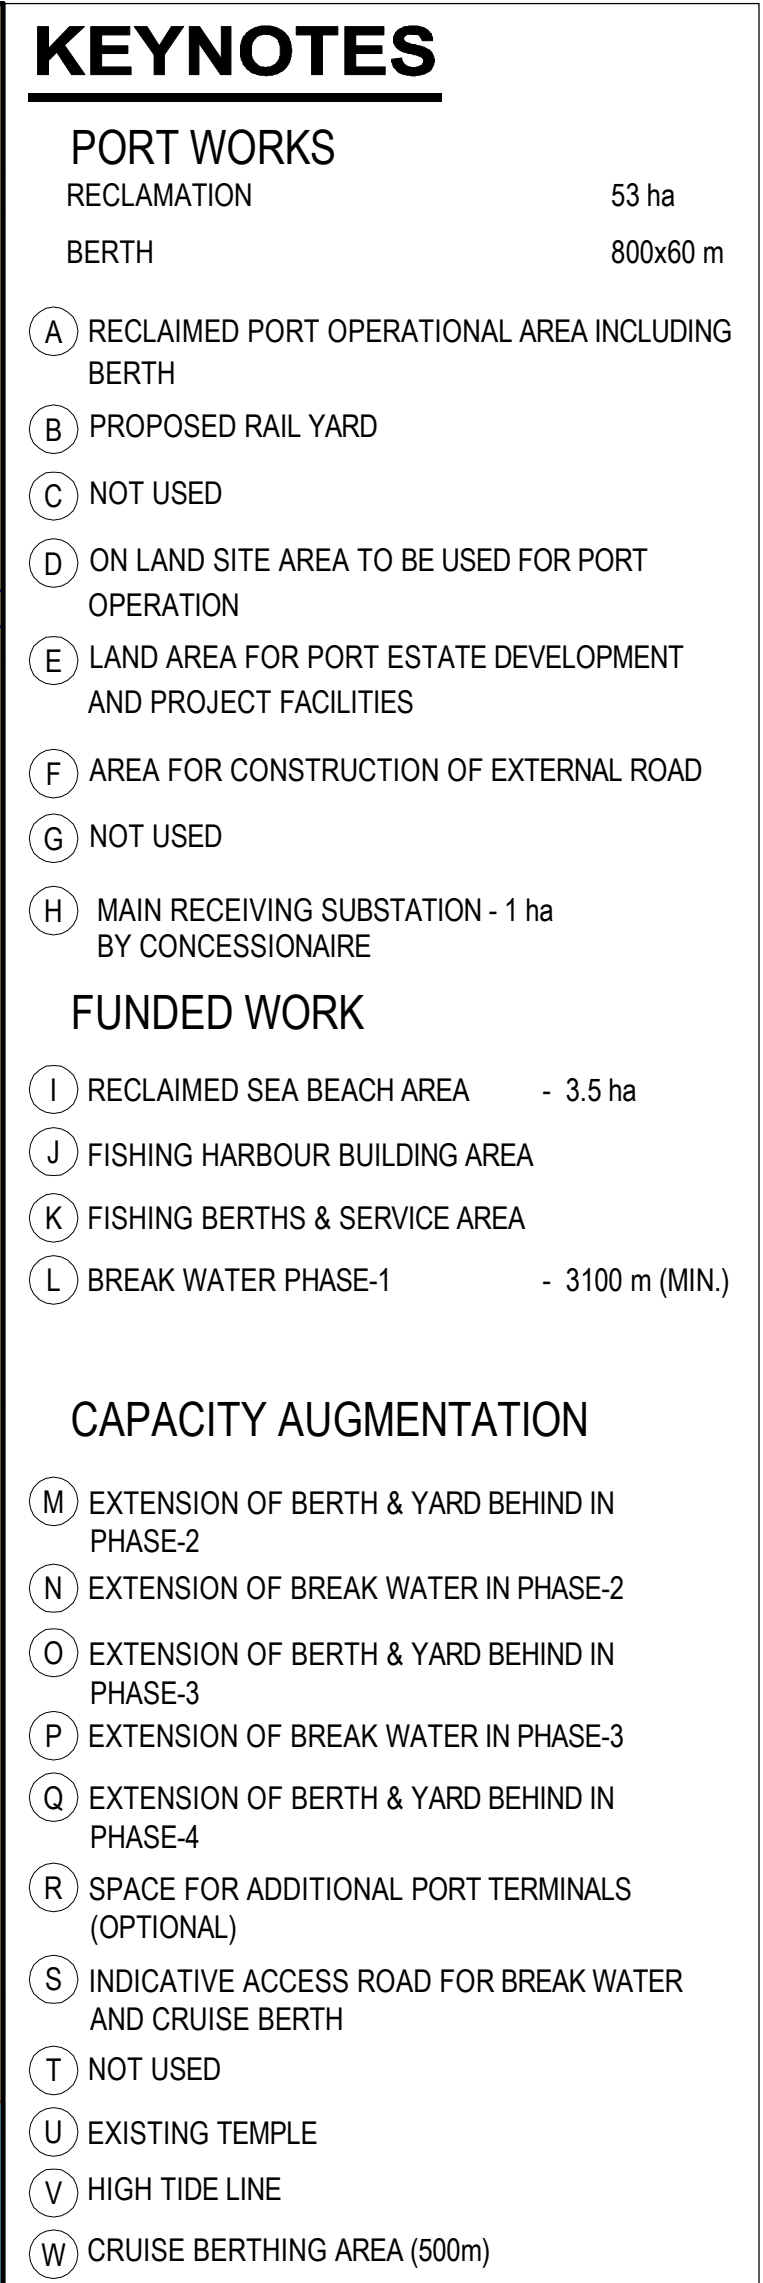 KEYNOTES
PORT WORKS
RECLAMATION 53 ha
BERTH 800x60 m
A RECLAIMED PORT OPERATIONAL AREA INCLUDING
BERTH
B PROPOSED RAIL YARD
C NOT USED
D ON LAND SITE AREA TO BE USED FOR PORT
OPERATION
E LAND AREA FOR PORT ESTATE DEVELOPMENT
AND PROJECT FACILITIES
F AREA FOR CONSTRUCTION OF EXTERNAL ROAD
G NOT USED
H MAIN RECEIVING SUBSTATION - 1 ha
BY CONCESSIONAIRE
FUNDED WORK
I RECLAIMED SEA BEACH AREA - 3.5 ha
J FISHING HARBOUR BUILDING AREA
K FISHING BERTHS & SERVICE AREA
L BREAK WATER PHASE-1 - 3100 m (MIN.)
CAPACITY AUGMENTATION
M EXTENSION OF BERTH & YARD BEHIND IN
PHASE-2
N EXTENSION OF BREAK WATER IN PHASE-2
O EXTENSION OF BERTH & YARD BEHIND IN
PHASE-3
P EXTENSION OF BREAK WATER IN PHASE-3
Q EXTENSION OF BERTH & YARD BEHIND IN
PHASE-4
R SPACE FOR ADDITIONAL PORT TERMINALS
(OPTIONAL)
S INDICATIVE ACCESS ROAD FOR BREAK WATER
AND CRUISE BERTH
T NOT USED
U EXISTING TEMPLE
V HIGH TIDE LINE
W CRUISE BERTHING AREA (500m)